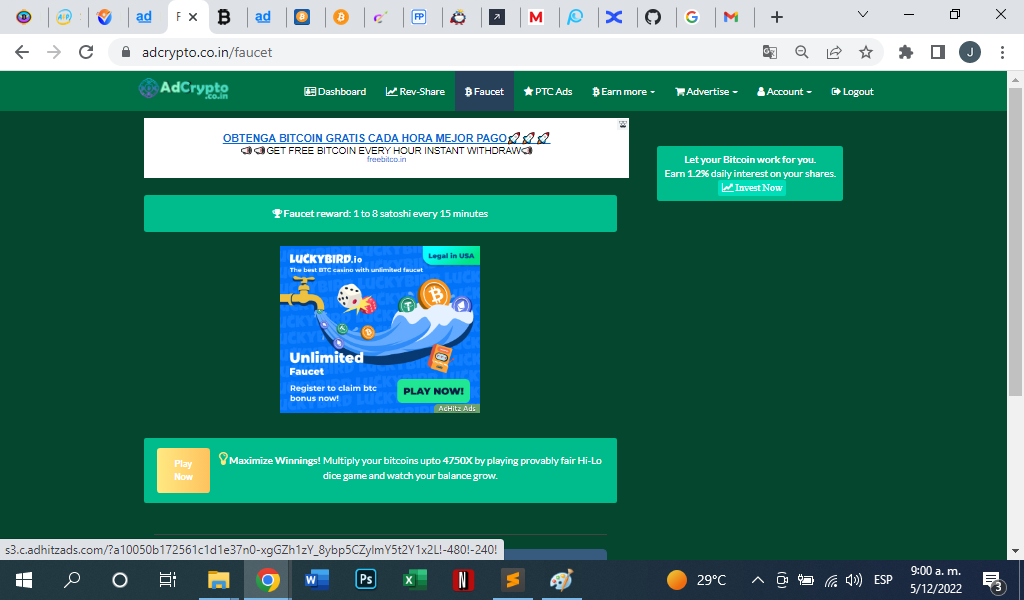 F
adcrypto.co.in/faucet
J
AdCrypto
.co.in
Dashboard
Rev-Share
Faucet
PTC Ads
Earn more
Advertise
Account
Logout
OBTENGA BITCOIN GRATIS CADA HORA MEJOR PAGO
GET FREE BITCOIN EVERY HOUR INSTANT WITHDRAW
freebitco.in
Let your Bitcoin work for you.
Earn 1.2% daily interest on your shares.
Invest Now
Faucet reward: 1 to 8 satoshi every 15 minutes
LUCKYBIRD.io
Legal in USA
The best BTC casino with unlimited faucet
Unlimited
Faucet
Register to claim btc
bonus now!
PLAY NOW!
AdHitz Ads
Play
Now
Maximize Winnings! Multiply your bitcoins upto 4750X by playing provably fair Hi-Lo
dice game and watch your balance grow.
s3.c.adhitzads.com/?a10050b172561c1d1e37n0-xgGZh1zY_8ybp5CZylmY5t2Y1x2L!-480!-240!
29°C
ESP
9:00 a. m.
5/12/2022
3